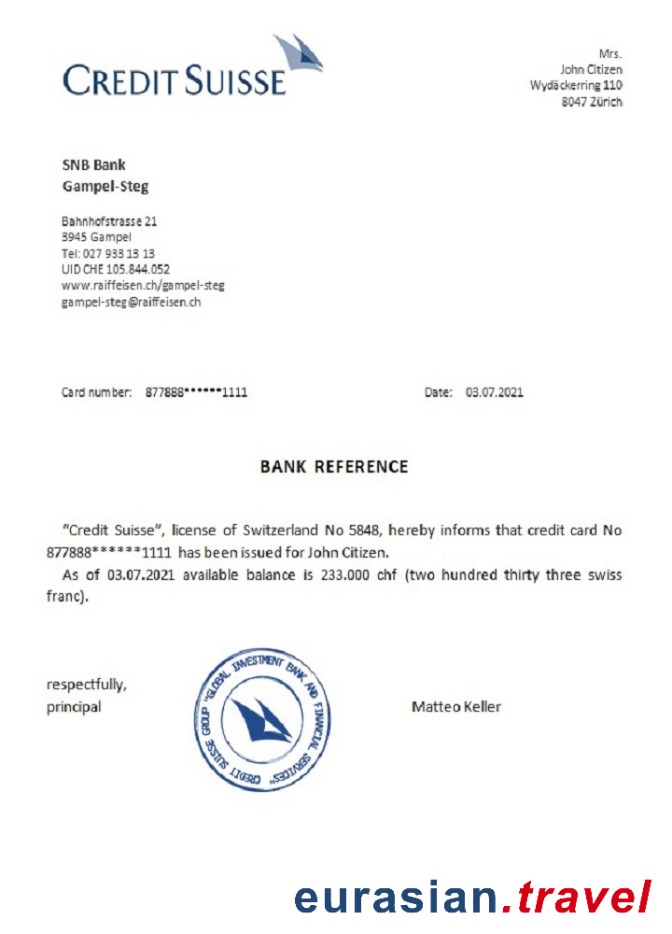 CREDIT SUISSE
Mrs.
John Citizen
Wydäckerring 110
8047 Zürich
SNB Bank
Gampel-Steg
Bahnhofstrasse 21
3945 Gampel
Tel: 027 933 13 13
UID CHE 105.844.052
www.raiffeisen.ch/gampel-steg
gampel-steg@raiffeisen.ch
Card number: 877888******1111 Date: 03.07.2021
BANK REFERENCE
"Credit Suisse", license of Switzerland No 5848, hereby informs that credit card No
877888******1111 has been issued for John Citizen.
As of 03.07.2021 available balance is 233.000 chf (two hundred thirty three swiss
franc).
respectfully,
principal
CREDIT SUISSE GROUP "GLOBAL INVESTMENT BANK AND FINANCIAL SERVICES"
Matteo Keller
eurasian.travel